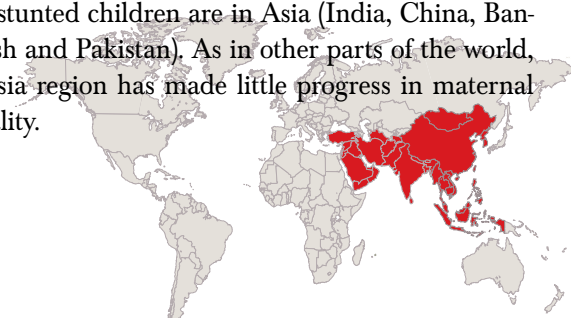 stunted children are in Asia (India, China, Ban-
sh and Pakistan). As in other parts of the world,
sia region has made little progress in maternal
lity.